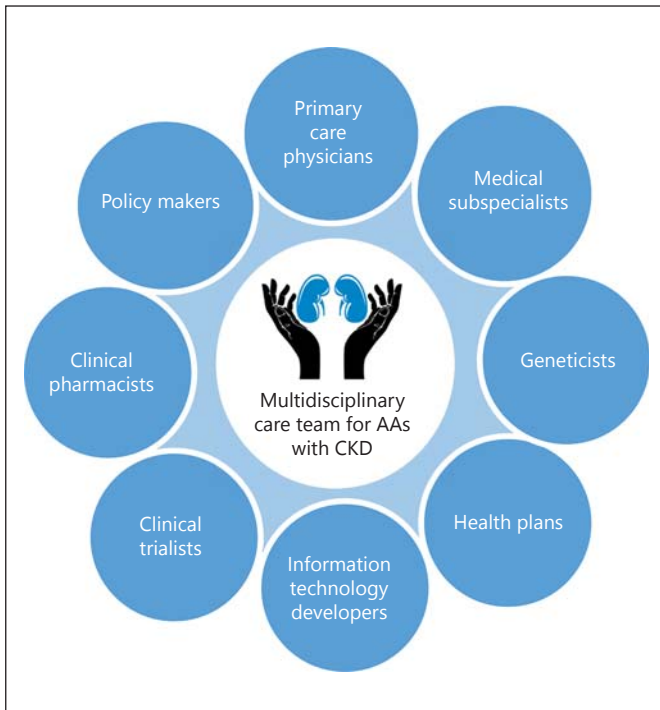 Primary
care
physicians
Medical
subspecialists
Geneticists
Health plans
Information
technology
developers
Clinical
trialists
Clinical
pharmacists
Policy makers
Multidisciplinary
care team for AAs
with CKD